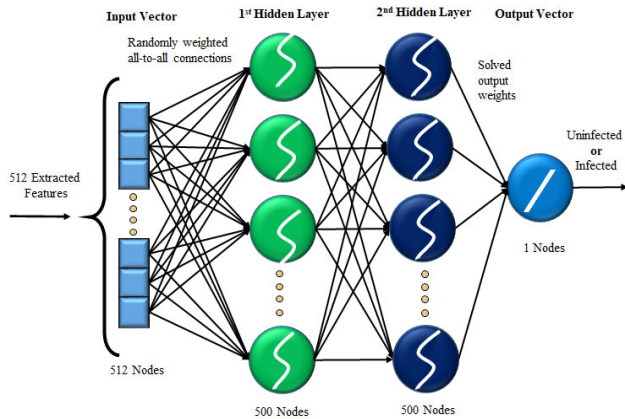 Input Vector
1st Hidden Layer
2nd Hidden Layer
Output Vector
Randomly weighted
all-to-all connections
Solved
output
weights
512 Extracted
Features
Uninfected
or
Infected
1 Nodes
512 Nodes
500 Nodes
500 Nodes